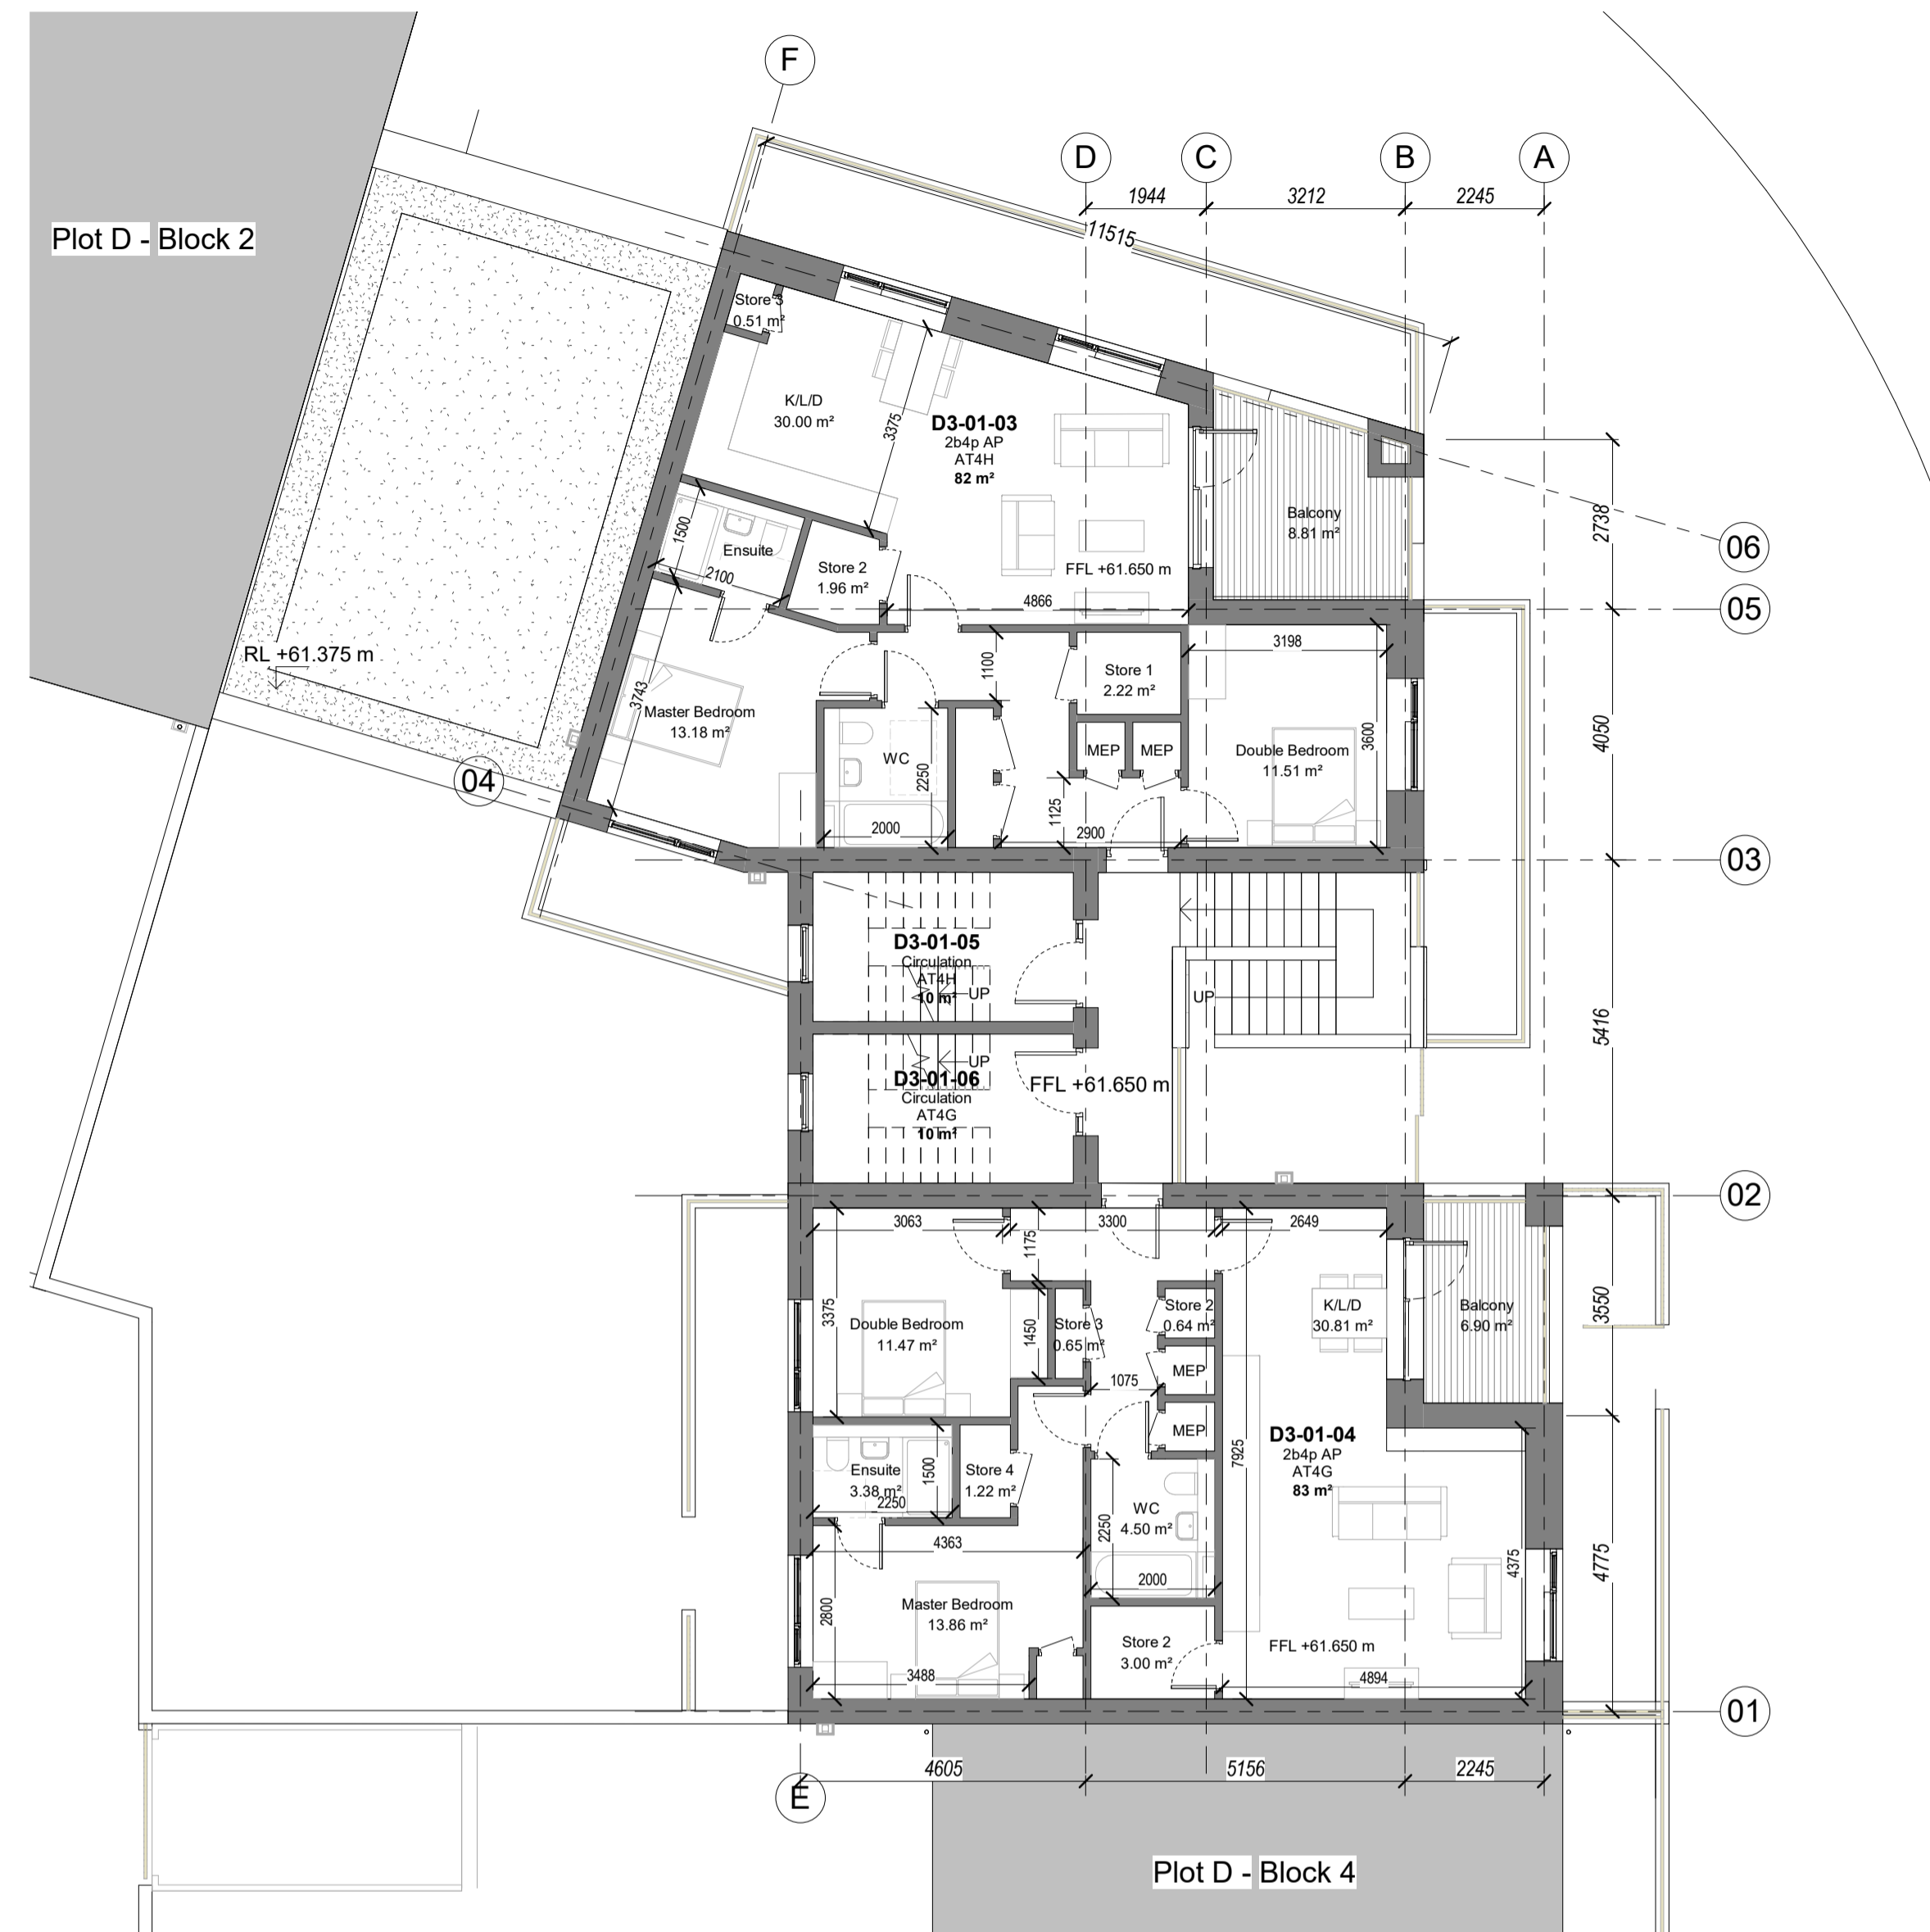 F
D
C
B
A
1944
3212
2245
11515
Plot D - Block 2
Store 3
0.51 m²
K/L/D
30.00 m²
3375
D3-01-03
2b4p AP
AT4H
82 m²
Balcony
8.81 m²
2738
06
1500
Ensuite
2100
Store 2
1.96 m²
FFL +61.650 m
4866
05
RL +61.375 m
3743
Master Bedroom
13.18 m²
1100
Store 1
2.22 m²
3198
WC
2250
MEP
MEP
Double Bedroom
11.51 m²
3600
4050
04
2000
1125
2900
03
D3-01-05
Circulation
AT4H
10 m²
UP
UP
5416
UP
D3-01-06
Circulation
AT4G
10 m²
FFL +61.650 m
02
3063
3300
2649
1175
3375
Double Bedroom
11.47 m²
1450
Store 3
0.65 m²
Store 2
0.64 m²
K/L/D
30.81 m²
Balcony
6.90 m²
3550
MEP
1075
MEP
D3-01-04
2b4p AP
AT4G
83 m²
7925
Ensuite
3.38 m²
1500
2250
Store 4
1.22 m²
WC
4.50 m²
2250
4363
2000
4375
4775
2800
Master Bedroom
13.86 m²
Store 2
3.00 m²
FFL +61.650 m
3488
4894
01
4605
5156
2245
E
Plot D - Block 4